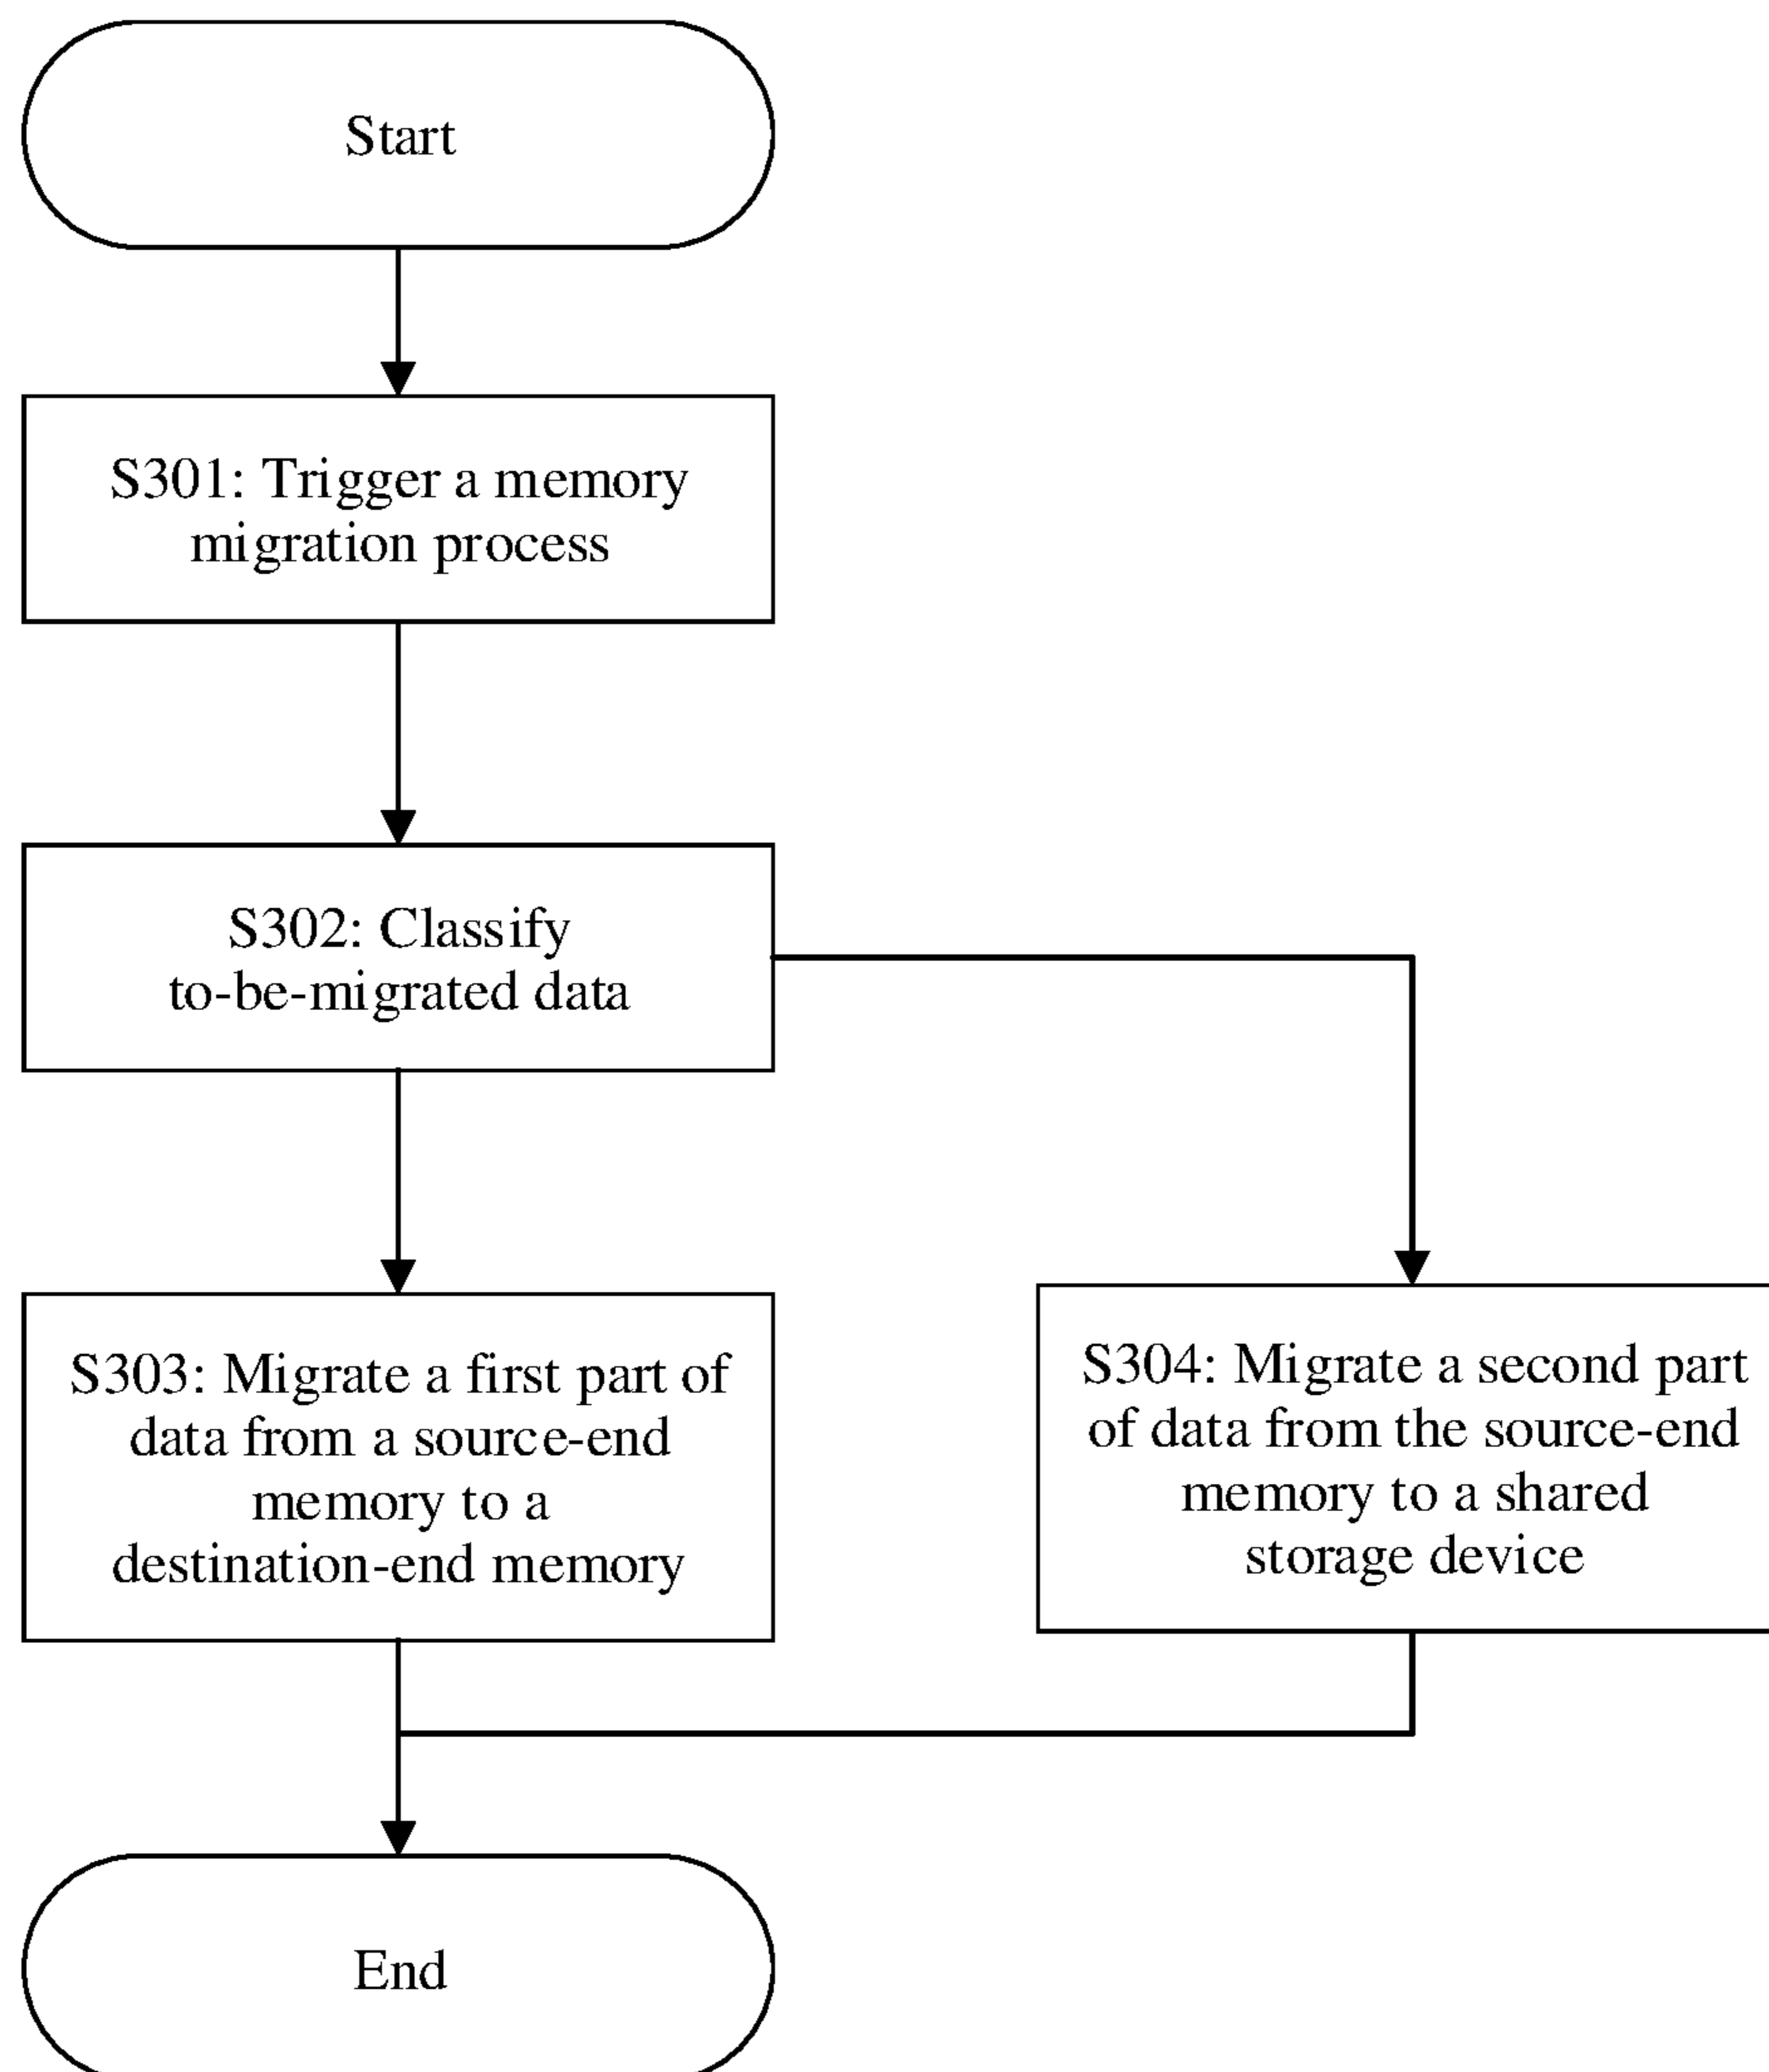 Start
S301: Trigger a memory
migration process
S302: Classify
to-be-migrated data
S303: Migrate a first part of
data from a source-end
memory to a
destination-end memory
S304: Migrate a second part
of data from the source-end
memory to a shared
storage device
End